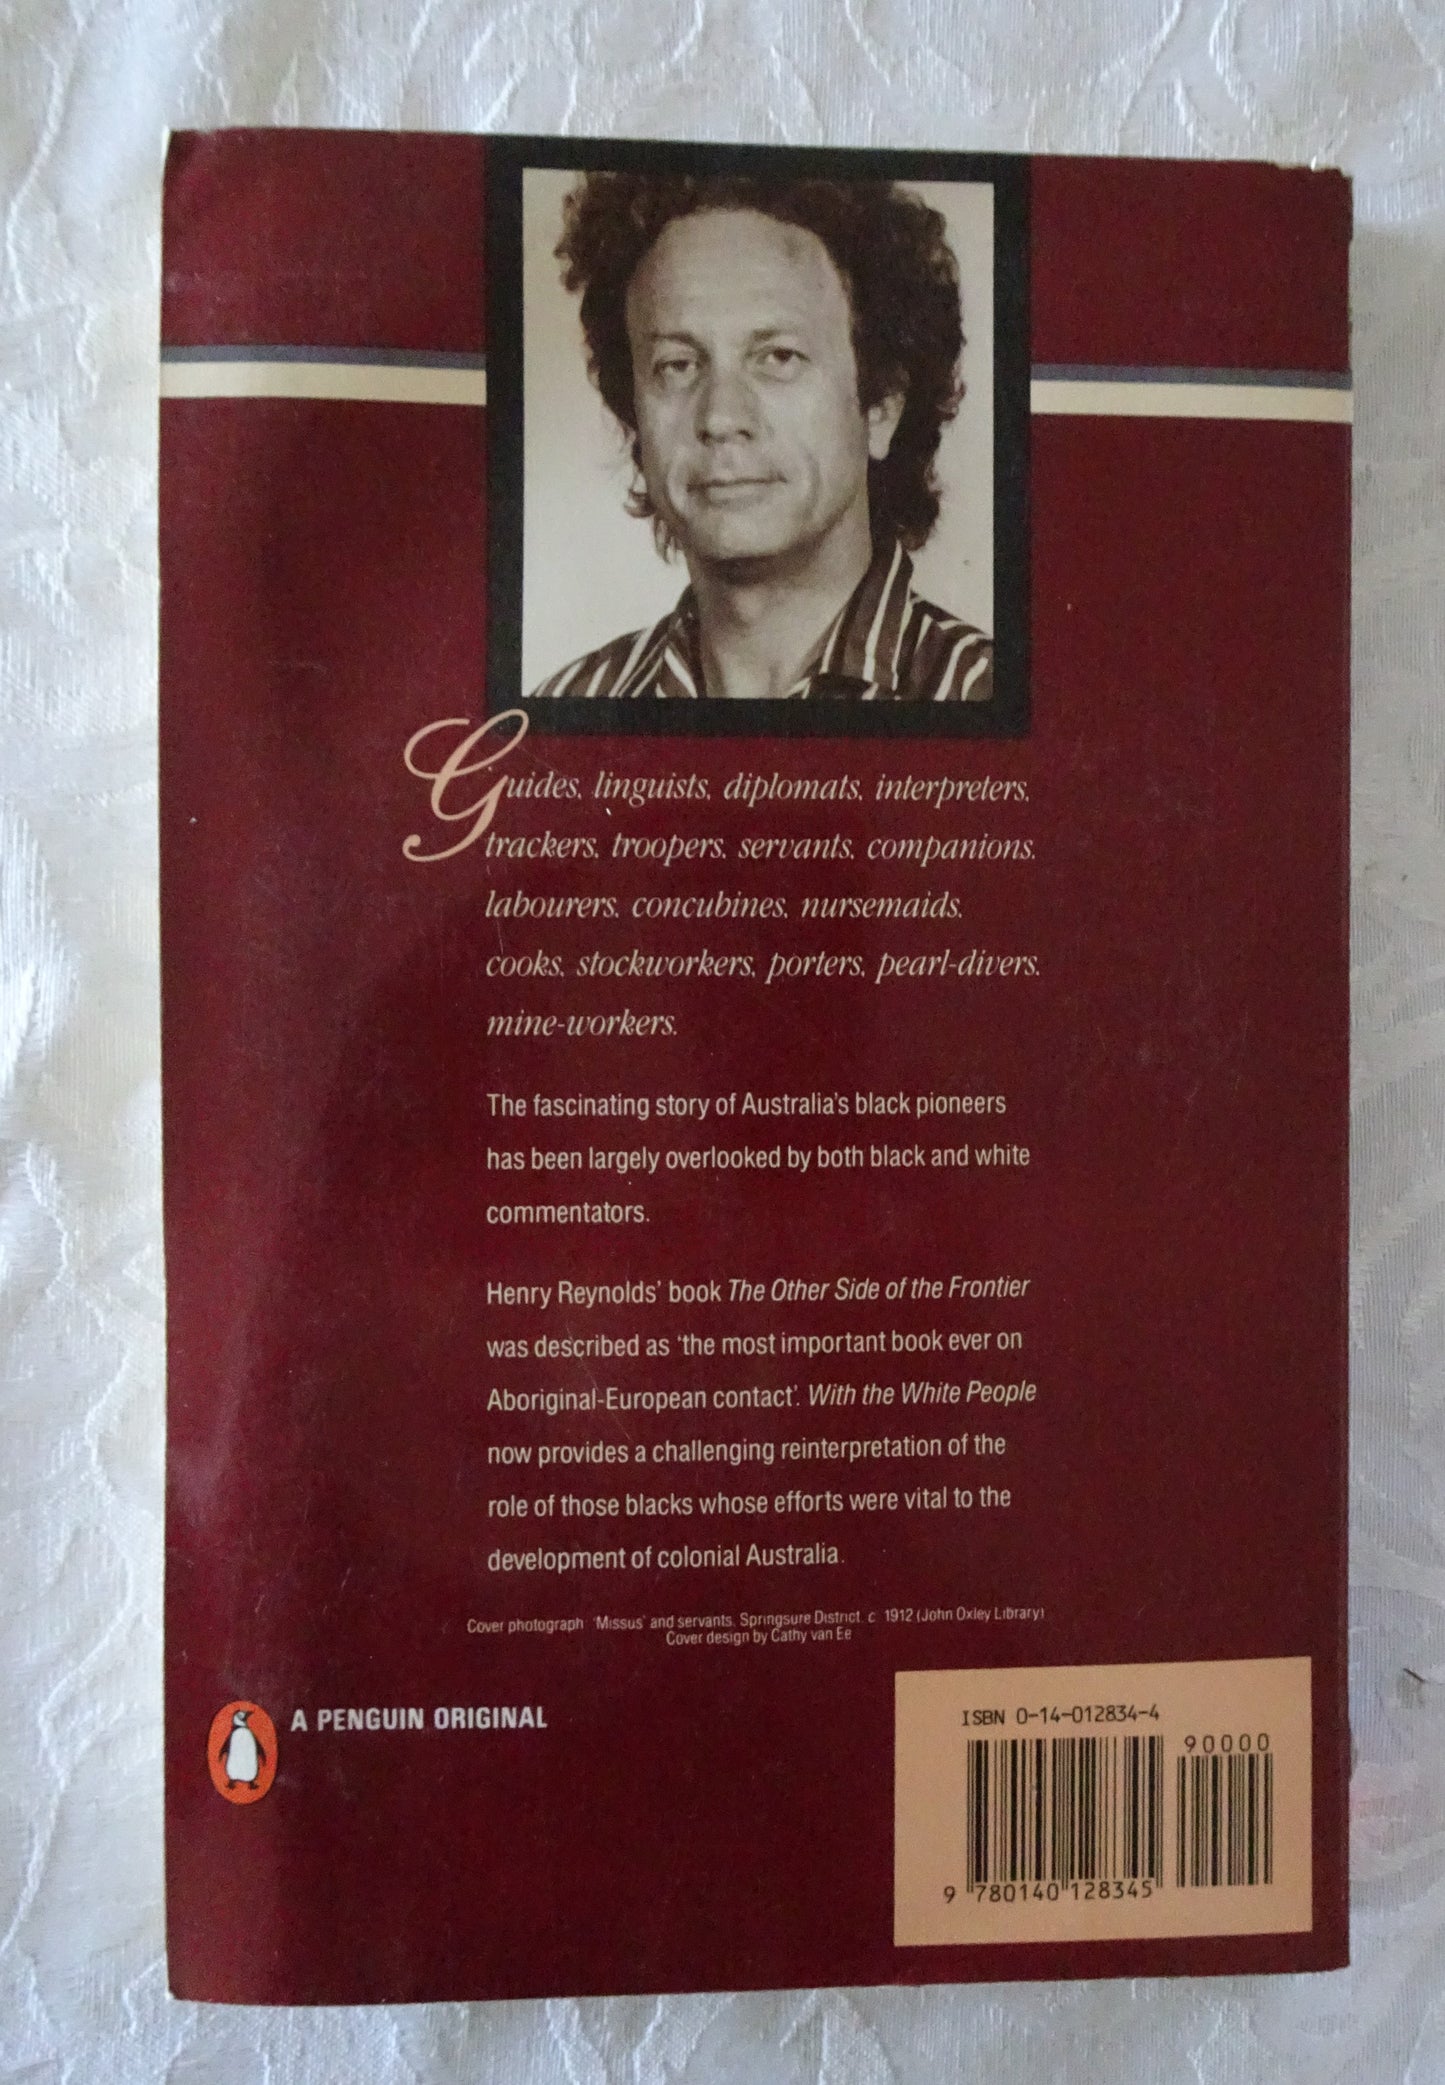 Guides, linguists, diplomats, interpreters,
trackers, troopers, servants, companions,
labourers, concubines, nursemaids,
cooks, stockworkers, porters, pearl-divers,
mine-workers.
The fascinating story of Australia's black pioneers
has been largely overlooked by both black and white
commentators.
Henry Reynolds' book The Other Side of the Frontier
was described as 'the most important book ever on
Aboriginal-European contact'. With the White People
now provides a challenging reinterpretation of the
role of those blacks whose efforts were vital to the
development of colonial Australia.
Cover photograph: 'Missus' and servants, Springsure District, c. 1912 (John Oxley Library)
Cover design by Cathy van Ee
A PENGUIN ORIGINAL
ISBN 0-14-012834-4
90000
9 780140 128345